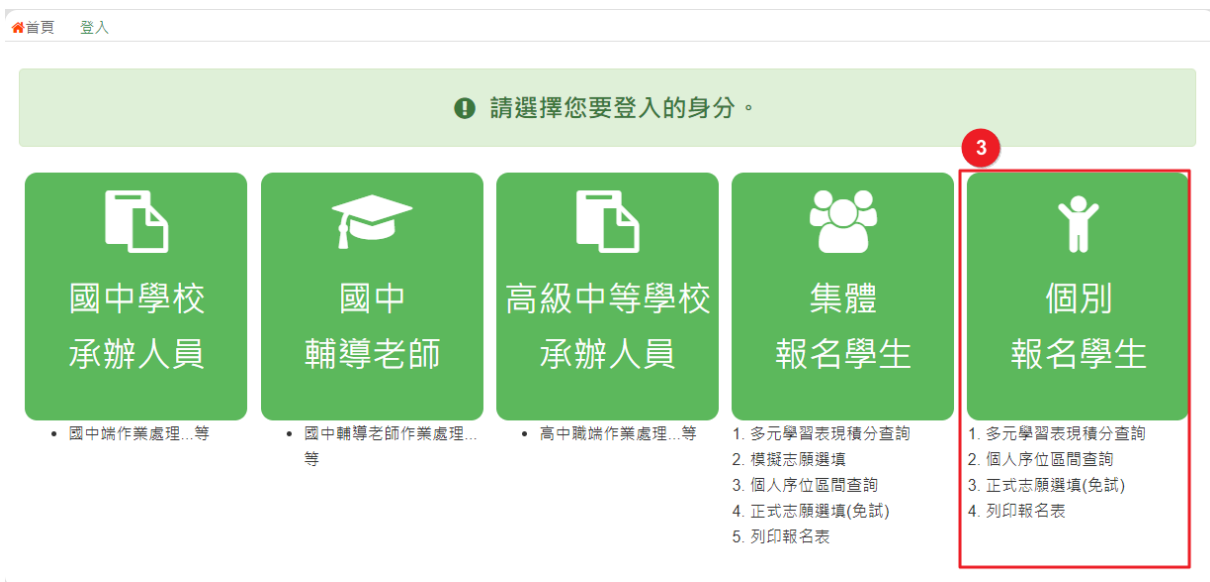 首頁 登入
請選擇您要登入的身分。
3
國中學校
承辦人員
國中端作業處理...等
國中
輔導老師
國中輔導老師作業處理...
等
高級中等學校
承辦人員
高中職端作業處理...等
集體
報名學生
1. 多元學習表現積分查詢
2. 模擬志願選填
3. 個人序位區間查詢
4. 正式志願選填(免試)
5. 列印報名表
個別
報名學生
1. 多元學習表現積分查詢
2. 個人序位區間查詢
3. 正式志願選填(免試)
4. 列印報名表